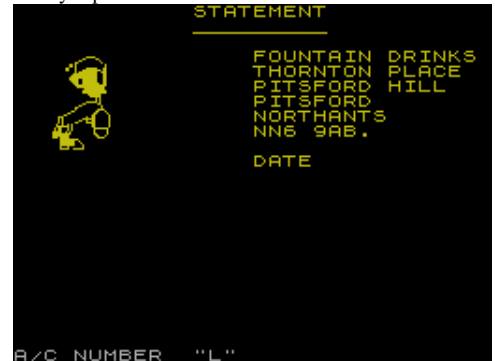 STATEMENT
FOUNTAIN DRINKS
THORNTON PLACE
PITSFORD HILL
PITSFORD
NORTHANTS
NN6 9AB.
DATE
A/C NUMBER "L"